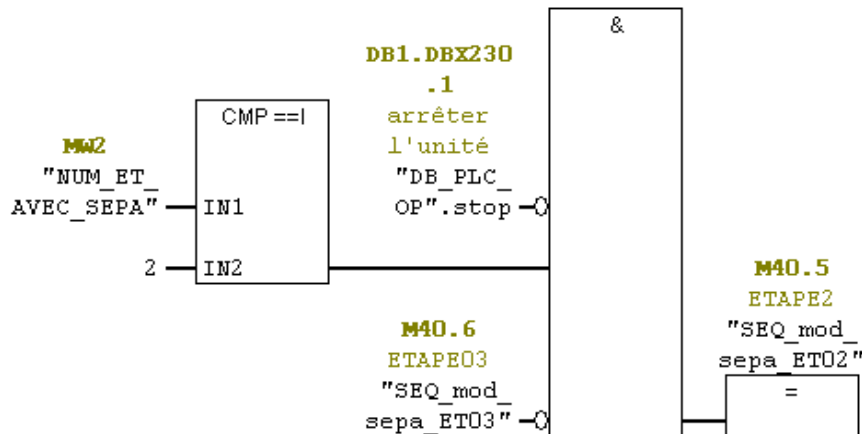 &
DB1.DBX230
.1
arrêter
l'unité
"DB_PLC_
OP".stop
CMP ==I
MW2
"NUM_ET_
AVEC_SEPA"
IN1
2
IN2
M40.6
ETAPE03
"SEQ_mod_
sepa_ET03"
M40.5
ETAPE2
"SEQ_mod_
sepa_ET02"
=